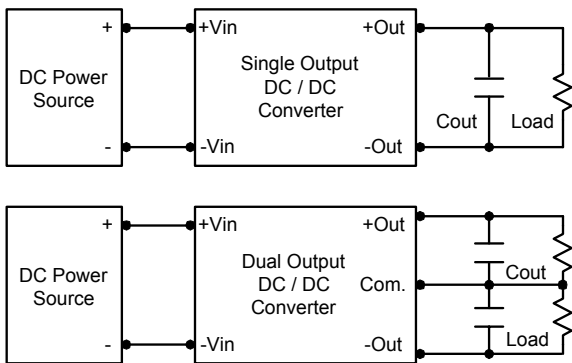 +
+Vin
+Out
DC Power
Source
Single Output
DC / DC
Converter
Cout
Load
-
-Vin
-Out
+
+Vin
+Out
DC Power
Source
Dual Output
DC / DC
Converter
Com.
Cout
-
-Vin
-Out
Load